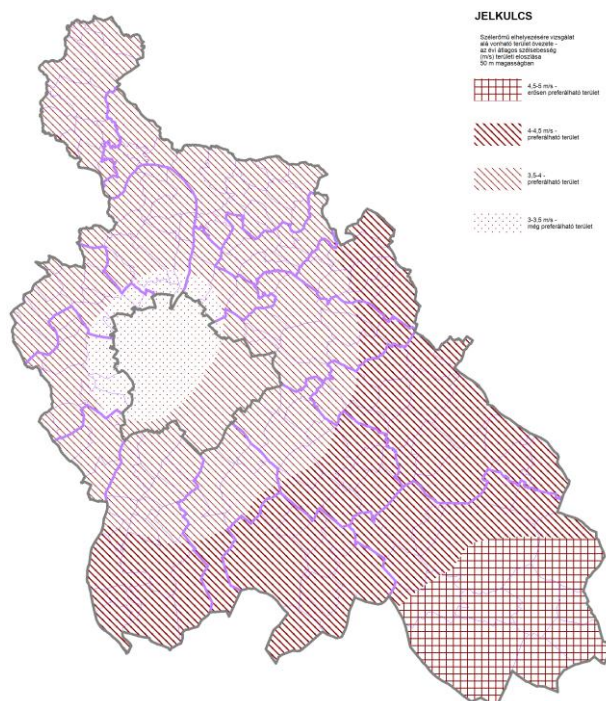 JELKULCS
Szélerőmű elhelyezésére vizsgálat
alá vonható terület övezete -
az évi átlagos szélsebesség
(m/s) területi eloszlása
50 m magasságban
4,5-5 m/s -
erősen preferálható terület
4-4,5 m/s -
preferálható terület
3,5-4 -
preferálható terület
3-3,5 m/s -
még preferálható terület